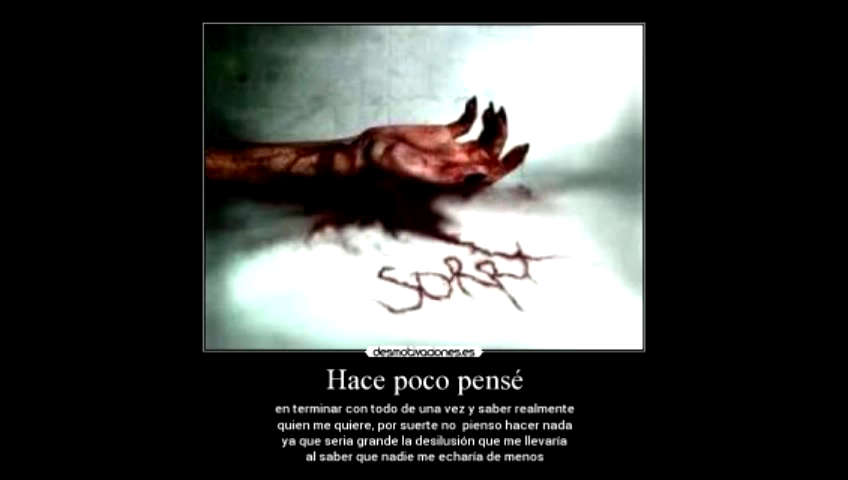 SORRY
desmotivaciones.es
Hace poco pensé
en terminar con todo de una vez y saber realmente
quien me quiere, por suerte no pienso hacer nada
ya que seria grande la desilusión que me llevaría
al saber que nadie me echaría de menos